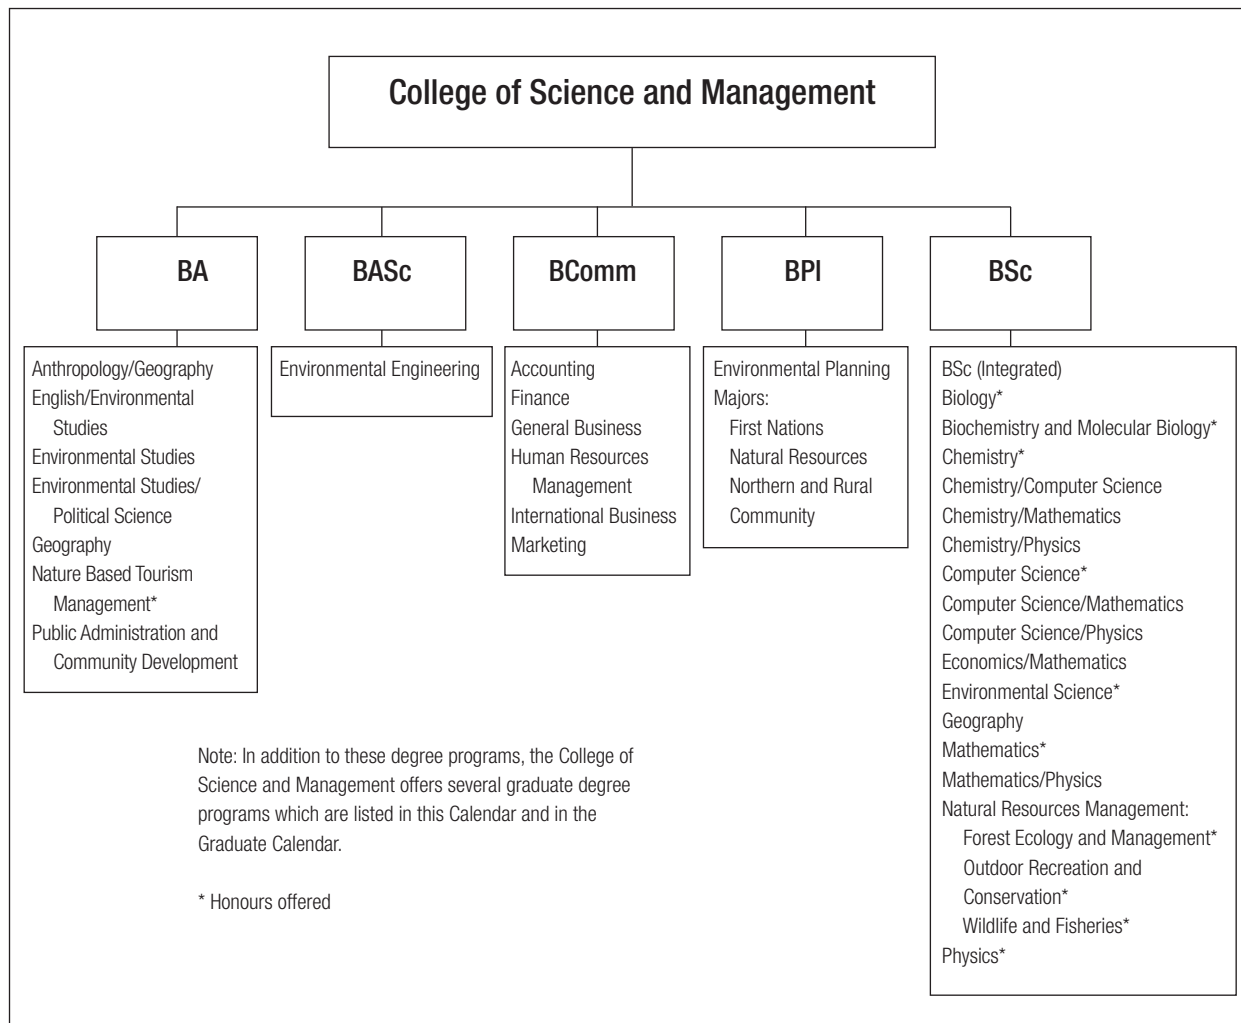 College of Science and Management
BA
BASc
BComm
BPl
BSc
Anthropology/Geography
English/Environmental
Studies
Environmental Studies
Environmental Studies/
Political Science
Geography
Nature Based Tourism
Management*
Public Administration and
Community Development
Environmental Engineering
Accounting
Finance
General Business
Human Resources
Management
International Business
Marketing
Environmental Planning
Majors:
First Nations
Natural Resources
Northern and Rural
Community
BSc (Integrated)
Biology*
Biochemistry and Molecular Biology*
Chemistry*
Chemistry/Computer Science
Chemistry/Mathematics
Chemistry/Physics
Computer Science*
Computer Science/Mathematics
Computer Science/Physics
Economics/Mathematics
Environmental Science*
Geography
Mathematics*
Mathematics/Physics
Natural Resources Management:
Forest Ecology and Management*
Outdoor Recreation and
Conservation*
Wildlife and Fisheries*
Physics*
Note: In addition to these degree programs, the College of
Science and Management offers several graduate degree
programs which are listed in this Calendar and in the
Graduate Calendar.
* Honours offered